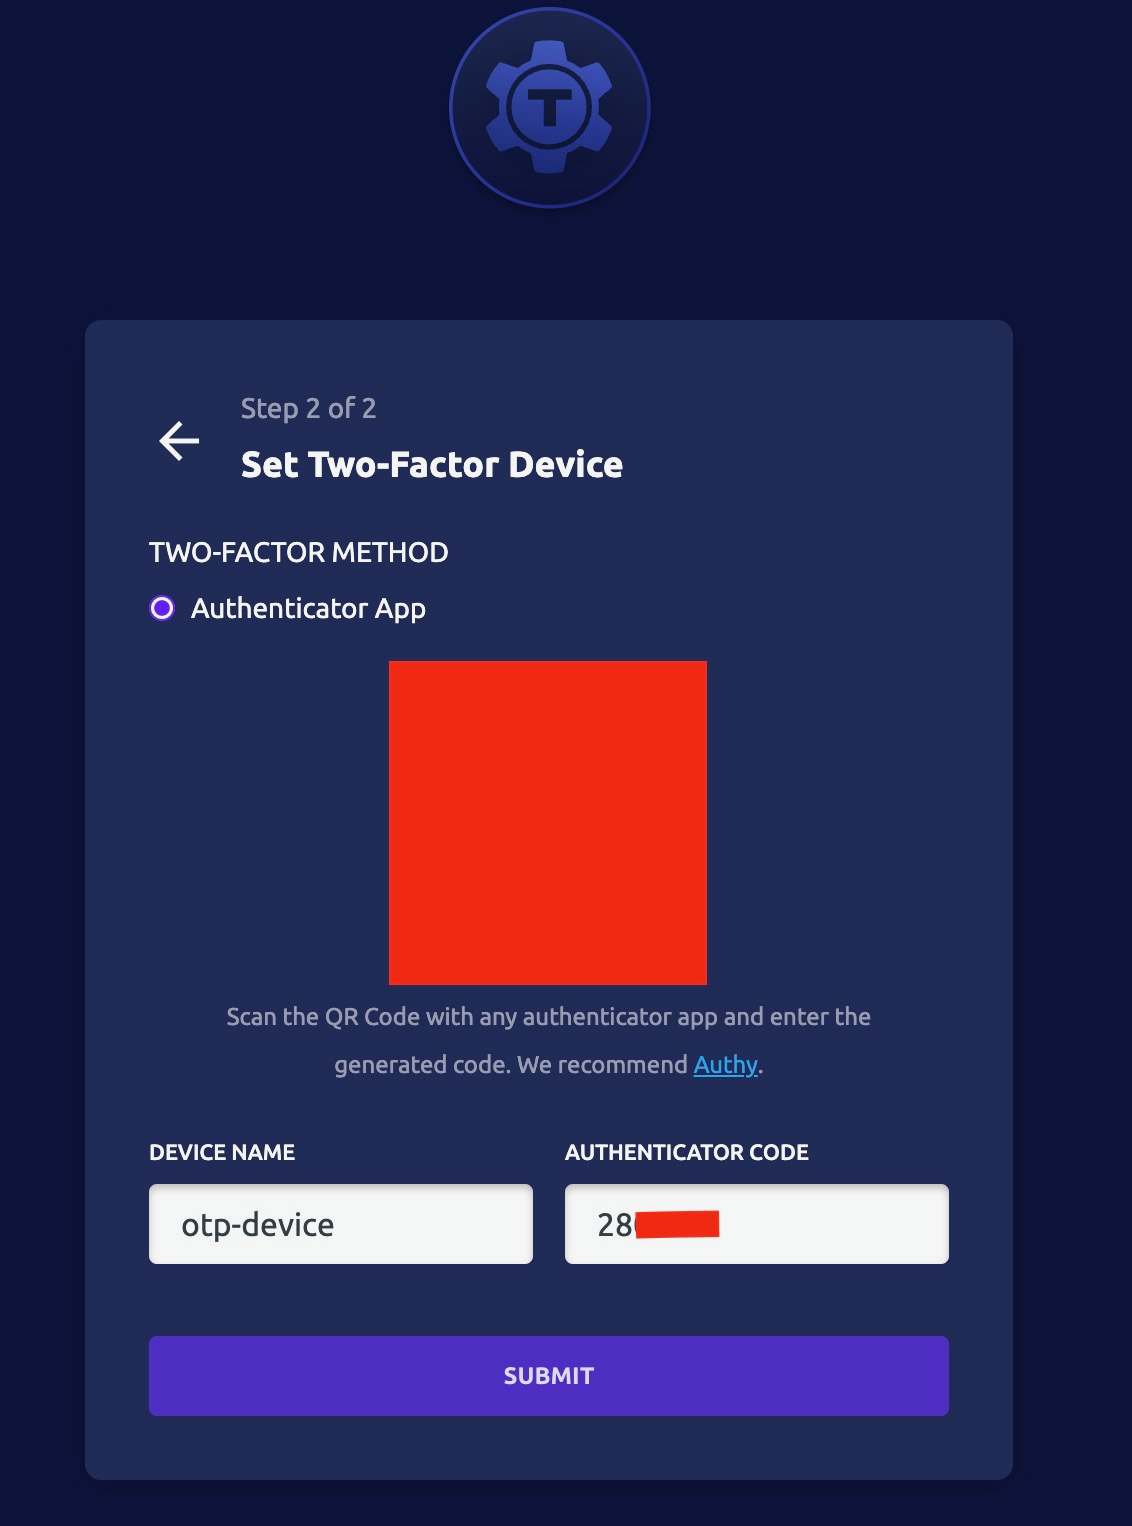 T
Step 2 of 2
Set Two-Factor Device
TWO-FACTOR METHOD
Authenticator App
Scan the QR Code with any authenticator app and enter the
generated code. We recommend Authy.
DEVICE NAME
AUTHENTICATOR CODE
otp-device
28
SUBMIT